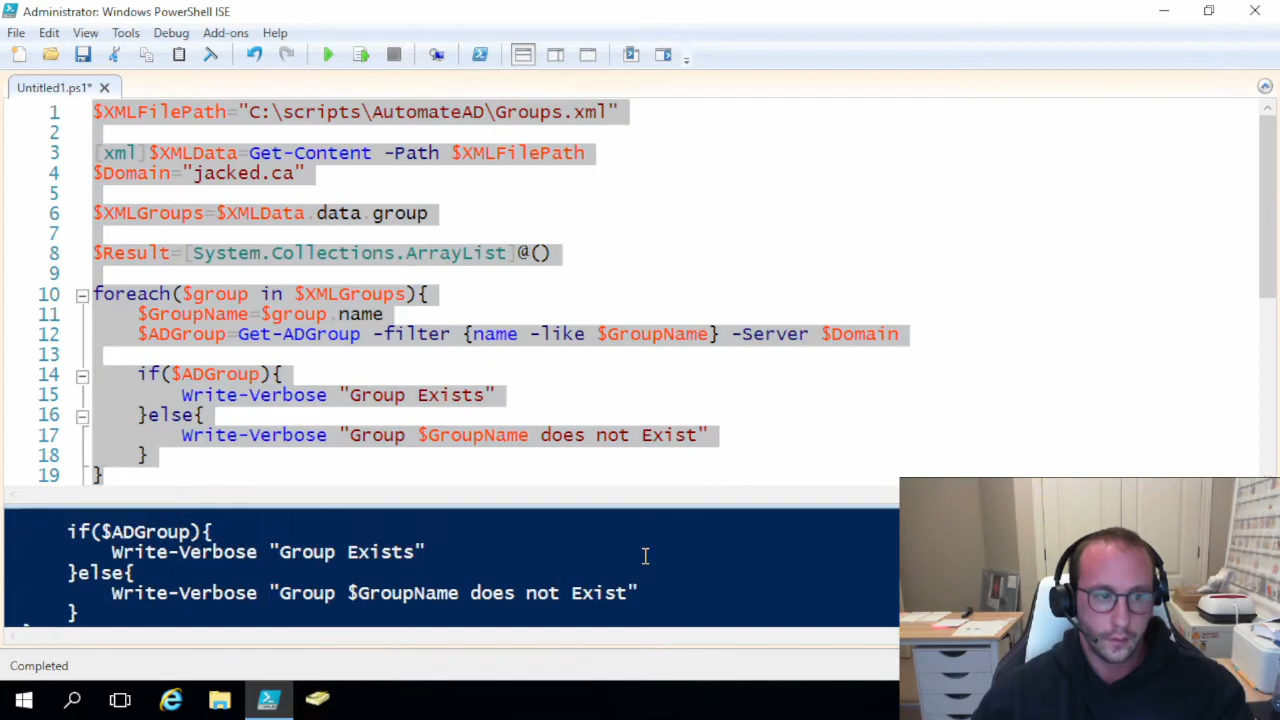 Administrator: Windows PowerShell ISE
File Edit View Tools Debug Add-ons Help
Untitled1.ps1*
1 $XMLFilePath="C:\scripts\AutomateAD\Groups.xml"
2
3 [xml]$XMLData=Get-Content -Path $XMLFilePath
4 $Domain="jacked.ca"
5
6 $XMLGroups=$XMLData.data.group
7
8 $Result=[System.Collections.ArrayList]@()
9
10 foreach($group in $XMLGroups){
11 $GroupName=$group.name
12 $ADGroup=Get-ADGroup -filter {name -like $GroupName} -Server $Domain
13
14 if($ADGroup){
15 Write-Verbose "Group Exists"
16 }else{
17 Write-Verbose "Group $GroupName does not Exist"
18 }
19 }
if($ADGroup){
Write-Verbose "Group Exists"
}else{
Write-Verbose "Group $GroupName does not Exist"
}
Completed